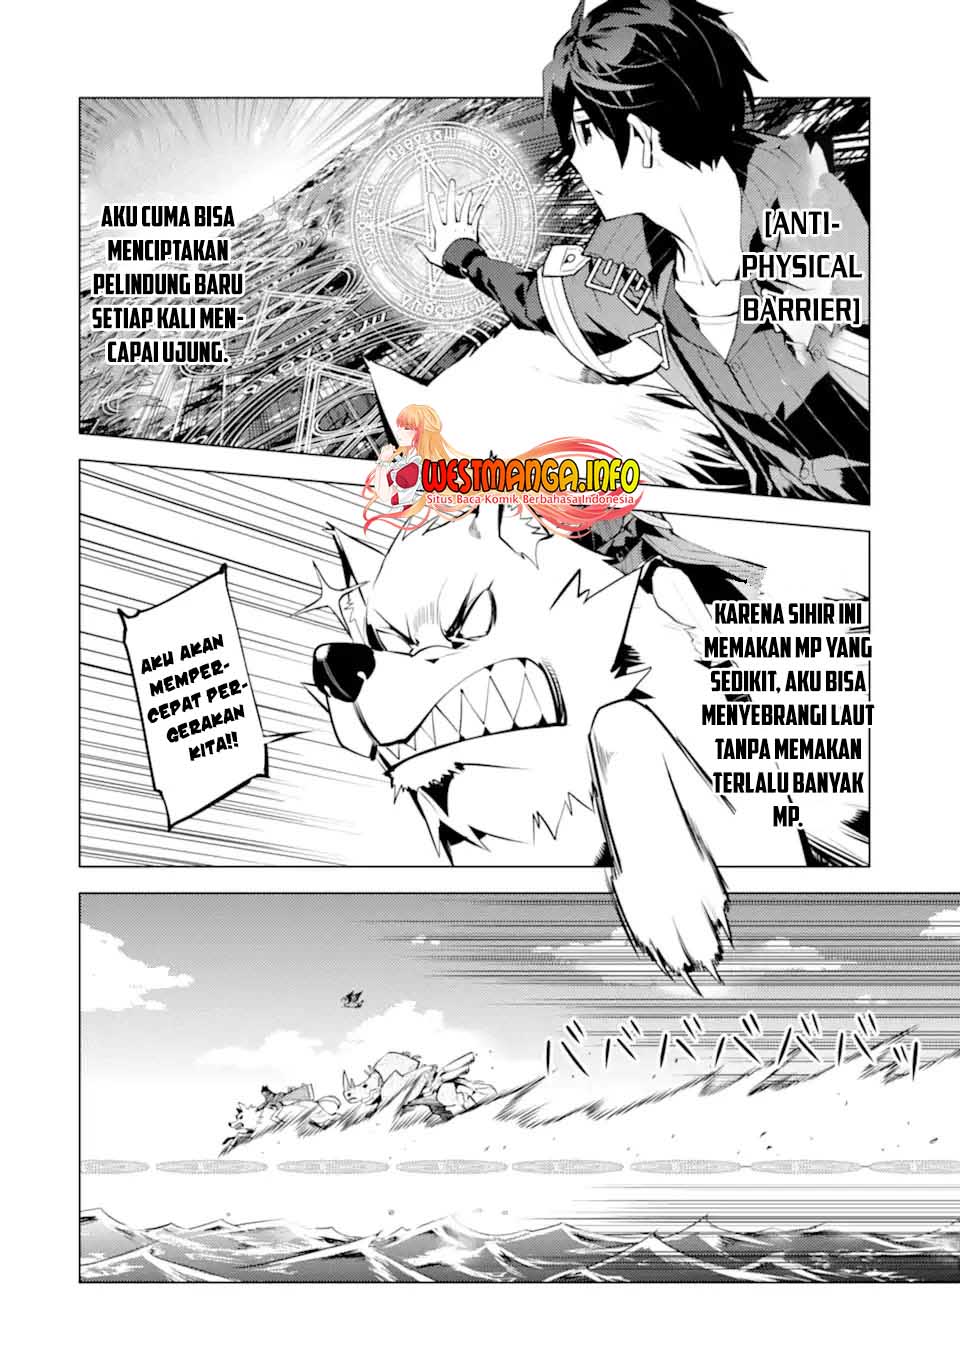 [ANTI-
PHYSICAL
BARRIER]
AKU CUMA BISA
MENCIPTAKAN
PELINDUNG BARU
SETIAP KALI MEN-
CAPAI UJUNG.
WESTMANGA.INFO
Situs Baca Komik Berbahasa Indonesia
KARENA SIHIR INI
MEMAKAN MP YANG
SEDIKIT, AKU BISA
MENYEBRANGI LAUT
TANPA MEMAKAN
TERLALU BANYAK
MP.
AKU AKAN
MEMPER-
CEPAT PER-
GERAKAN
KITA!!
バババババババッ